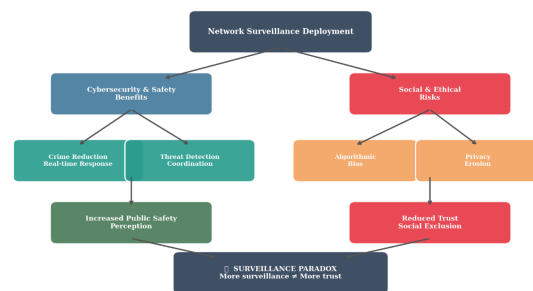 Network Surveillance Deployment
Cybersecurity & Safety
Benefits
Social & Ethical
Risks
Crime Reduction
Real-time Response
Threat Detection
Coordination
Algorithmic
Bias
Privacy
Erosion
Increased Public Safety
Perception
Reduced Trust
Social Exclusion
SURVEILLANCE PARADOX
More surveillance ≠ More trust